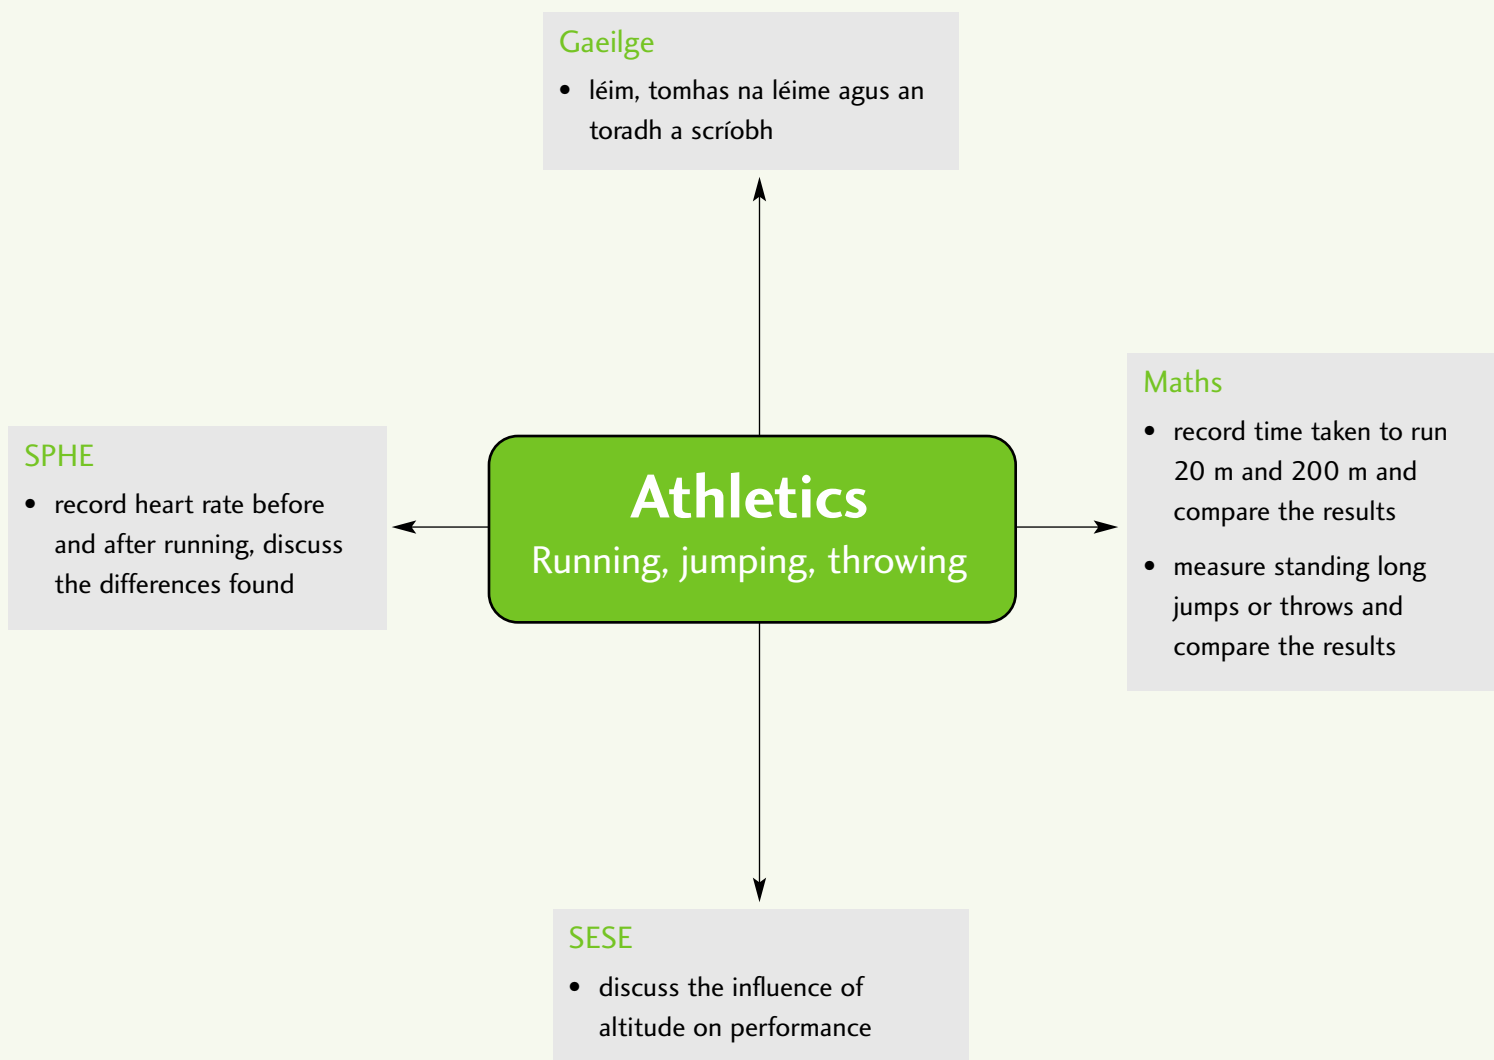 Gaeilge
• léim, tomhas na léime agus an
toradh a scríobh
SPHE
• record heart rate before
and after running, discuss
the differences found
Athletics
Running, jumping, throwing
Maths
• record time taken to run
20 m and 200 m and
compare the results
• measure standing long
jumps or throws and
compare the results
SESE
• discuss the influence of
altitude on performance